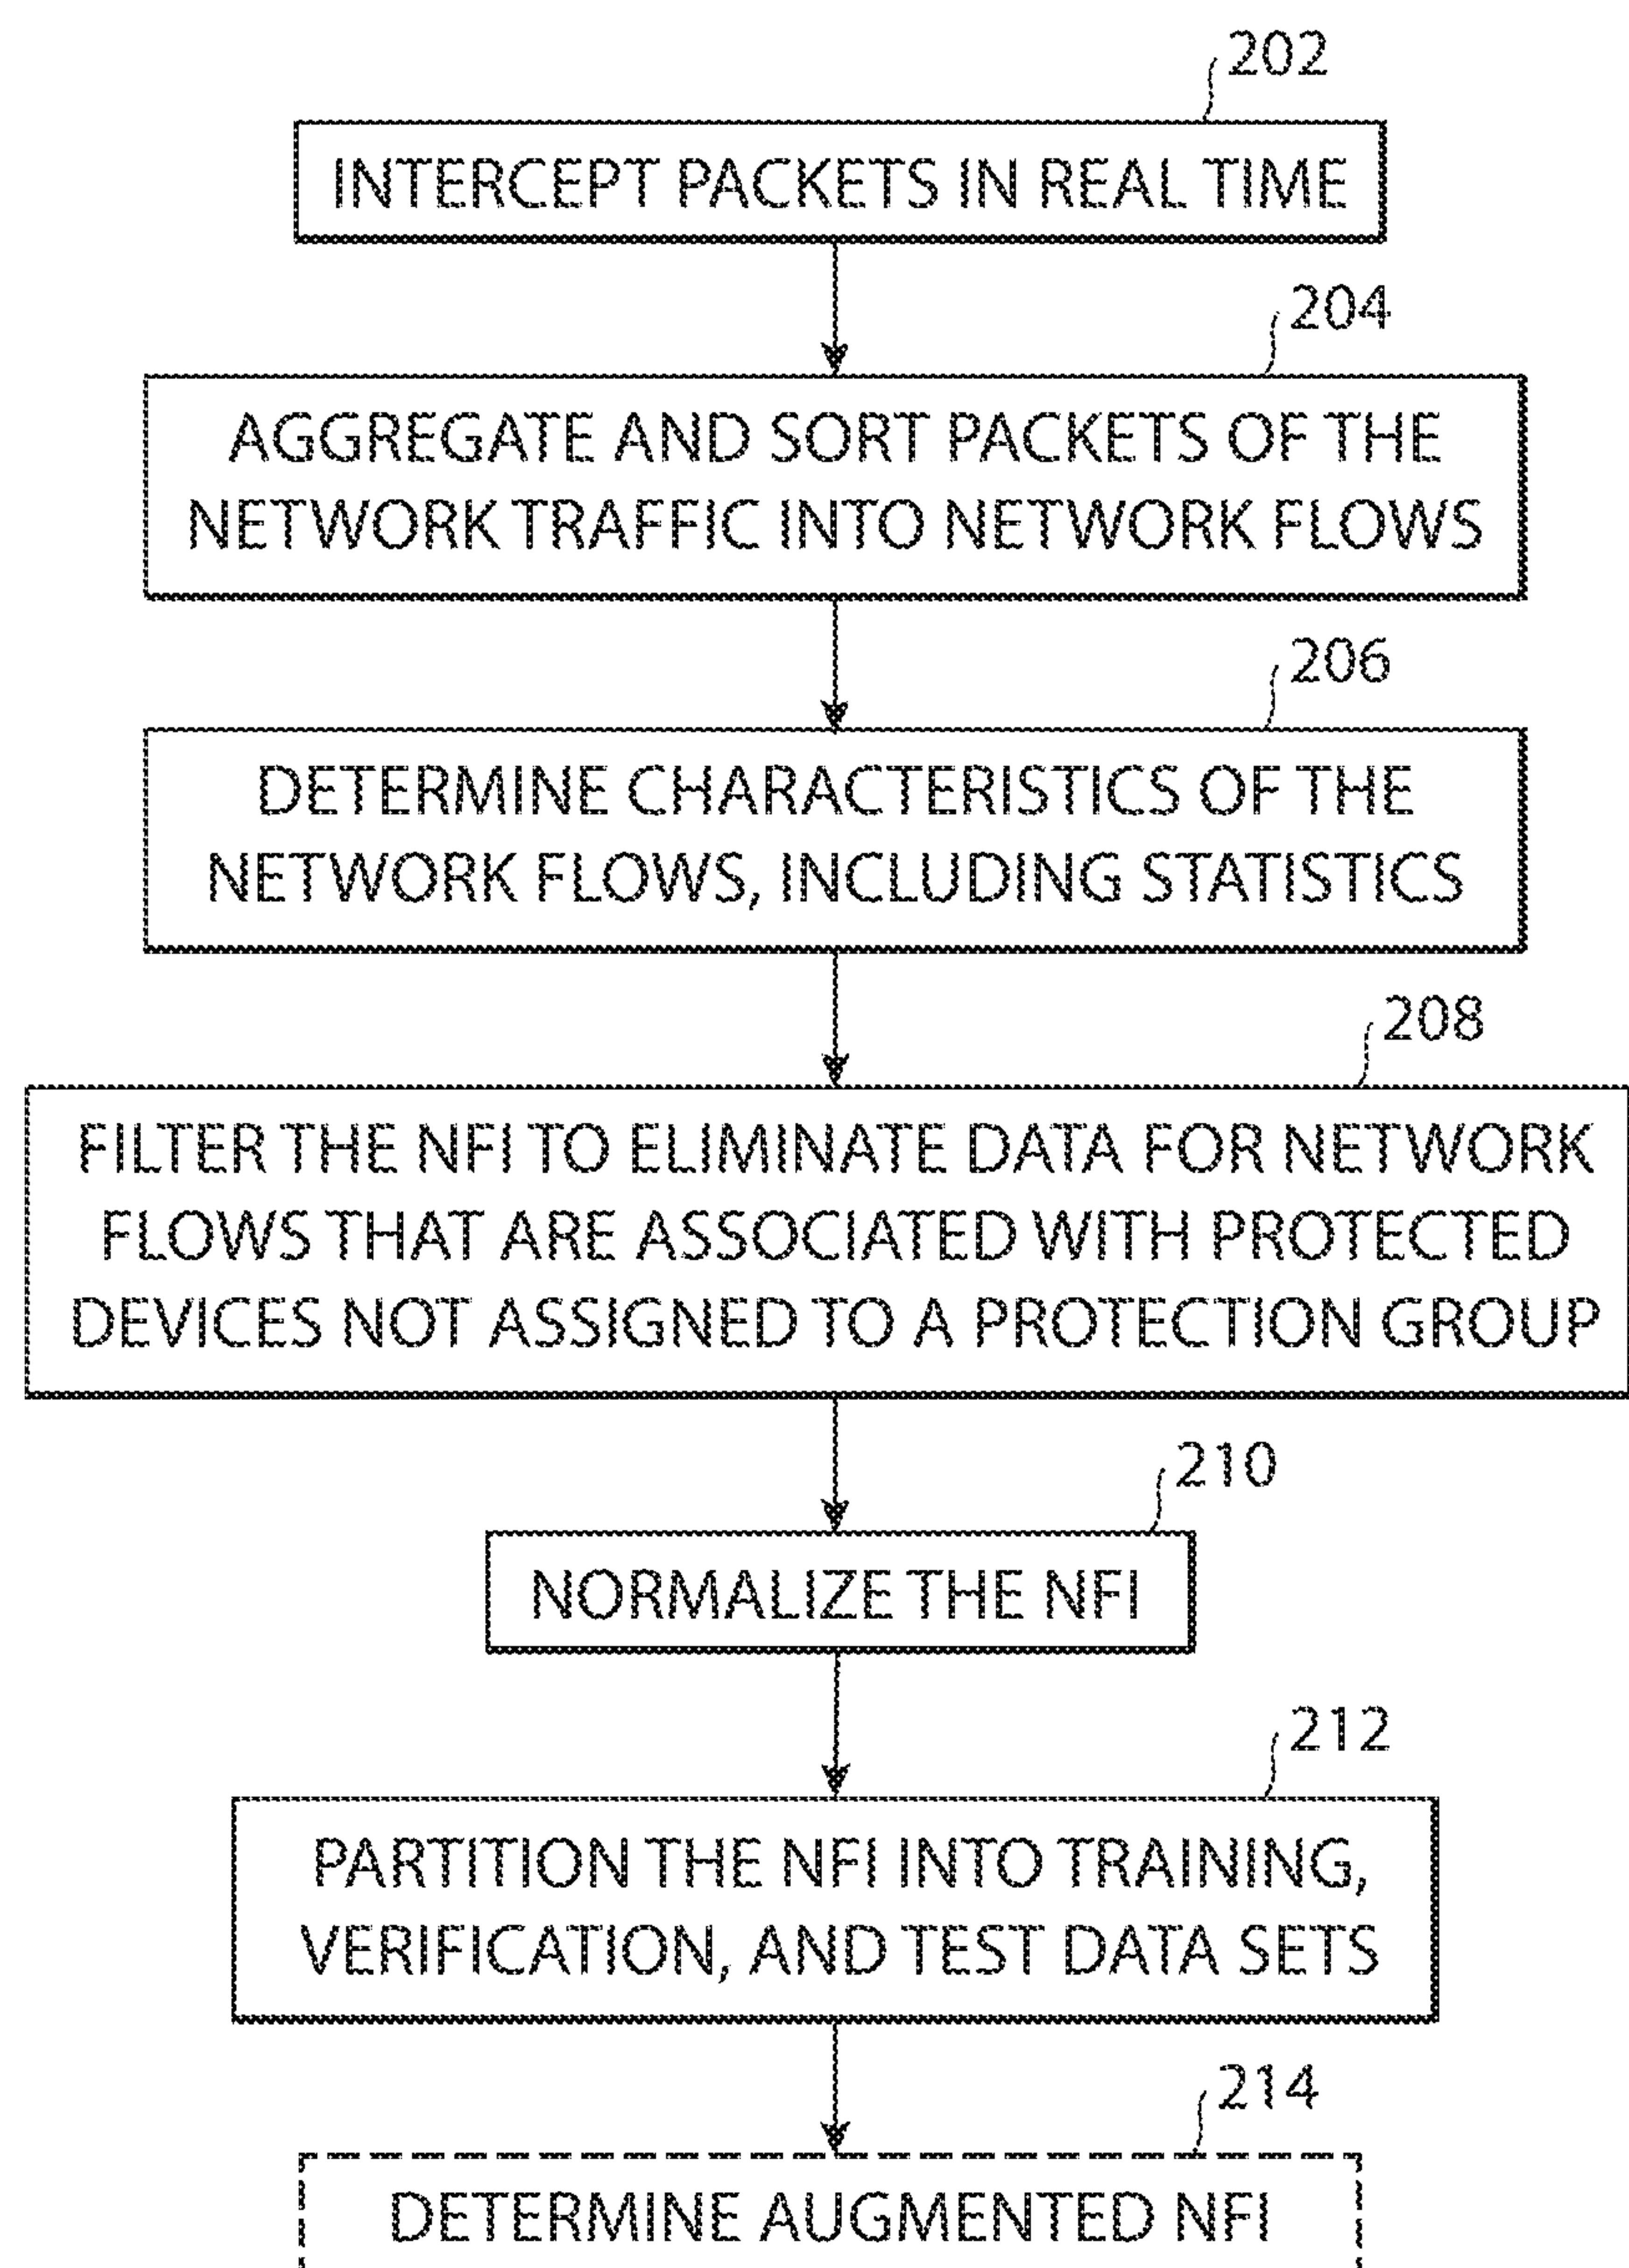 202
INTERCEPT PACKETS IN REAL TIME
204
AGGREGATE AND SORT PACKETS OF THE
NETWORK TRAFFIC INTO NETWORK FLOWS
206
DETERMINE CHARACTERISTICS OF THE
NETWORK FLOWS, INCLUDING STATISTICS
208
FILTER THE NFI TO ELIMINATE DATA FOR NETWORK
FLOWS THAT ARE ASSOCIATED WITH PROTECTED
DEVICES NOT ASSIGNED TO A PROTECTION GROUP
210
NORMALIZE THE NFI
212
PARTITION THE NFI INTO TRAINING,
VERIFICATION, AND TEST DATA SETS
214
DETERMINE AUGMENTED NFI